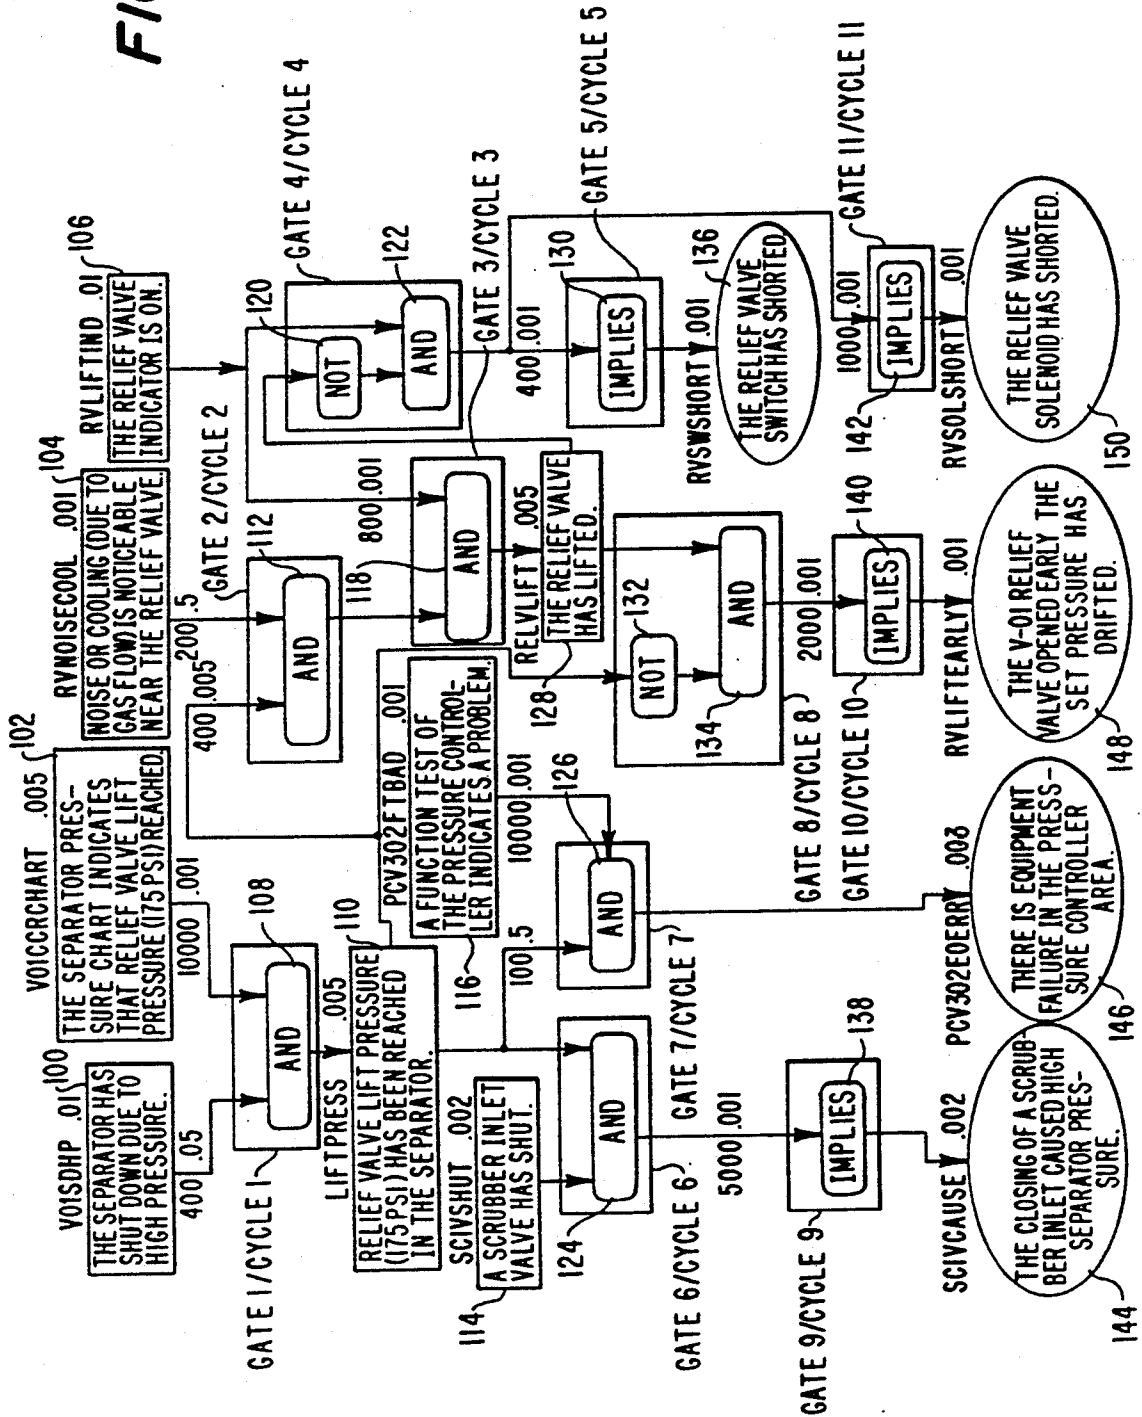 FIG
V01SDHP .01
100
THE SEPARATOR HAS
SHUT DOWN DUE TO
HIGH PRESSURE.
400 .05
V01CCRCHART .005
102
THE SEPARATOR PRES-
SURE CHART INDICATES
THAT RELIEF VALVE LIFT
PRESSURE (175 PSI) REACHED.
10000 .001
RVNOISECOOL .001
104
NOISE OR COOLING (DUE TO
GAS FLOW) IS NOTICEABLE
NEAR THE RELIEF VALVE.
200 .5
RVLIFTIND .01
106
THE RELIEF VALVE
INDICATOR IS ON.
GATE 1/CYCLE 1
108
AND
LIFTPRESS .005
110
RELIEF VALVE LIFT PRESSURE
(175 PSI) HAS BEEN REACHED
IN THE SEPARATOR.
400 .005
GATE 2/CYCLE 2
112
AND
118
800 .001
AND
GATE 3/CYCLE 3
GATE 4/CYCLE 4
120
NOT
122
AND
SCIVSHUT .002
114
A SCRUBBER INLET
VALVE HAS SHUT.
PCV302FTBAD .001
116
A FUNCTION TEST OF
THE PRESSURE CONTROL-
LER INDICATES A PROBLEM.
100 .5
1000 .001
RELVLIFT .005
128
THE RELIEF VALVE
HAS LIFTED.
400 .001
GATE 5/CYCLE 5
130
IMPLIES
124
AND
GATE 6/CYCLE 6
126
AND
GATE 7/CYCLE 7
132
NOT
134
AND
GATE 8/CYCLE 8
RVSWSHORT .001
136
THE RELIEF VALVE
SWITCH HAS SHORTED.
5000 .001
GATE 9/CYCLE 9
138
IMPLIES
2000 .001
GATE 10/CYCLE 10
140
IMPLIES
1000 .001
GATE 11/CYCLE 11
142
IMPLIES
SCIVCAUSE .002
THE CLOSING OF A SCRUB-
BER INLET CAUSED HIGH
SEPARATOR PRES-
SURE.
144
PCV302EOERR
THERE IS EQUIPMENT
FAILURE IN THE PRES-
SURE CONTROLLER
AREA.
146
RVLIFTEARLY .001
THE V-01 RELIEF
VALVE OPENED EARLY THE
SET PRESSURE HAS
DRIFTED.
148
RVSOLSHORT .001
THE RELIEF VALVE
SOLENOID HAS SHORTED.
150